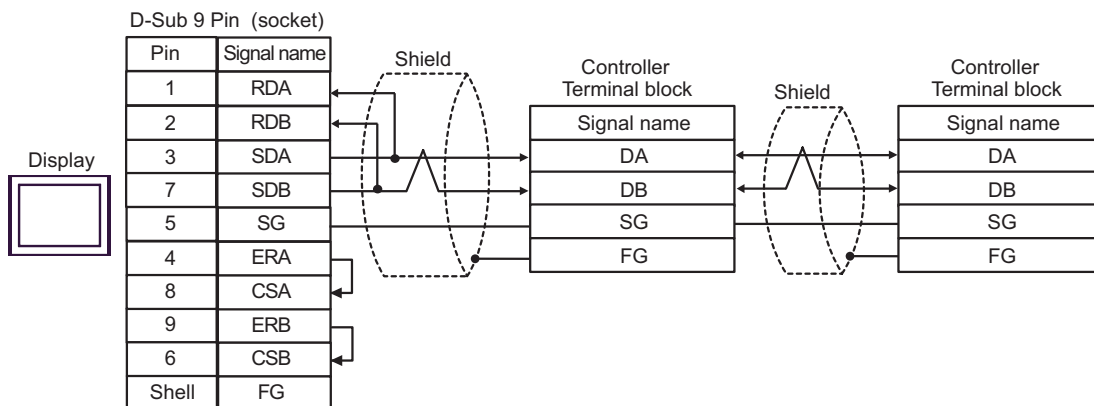 D-Sub 9 Pin (socket)
Pin Signal name
1 RDA
2 RDB
3 SDA
7 SDB
5 SG
4 ERA
8 CSA
9 ERB
6 CSB
Shell FG
Display
Shield
Controller
Terminal block
Signal name
DA
DB
SG
FG
Shield
Controller
Terminal block
Signal name
DA
DB
SG
FG